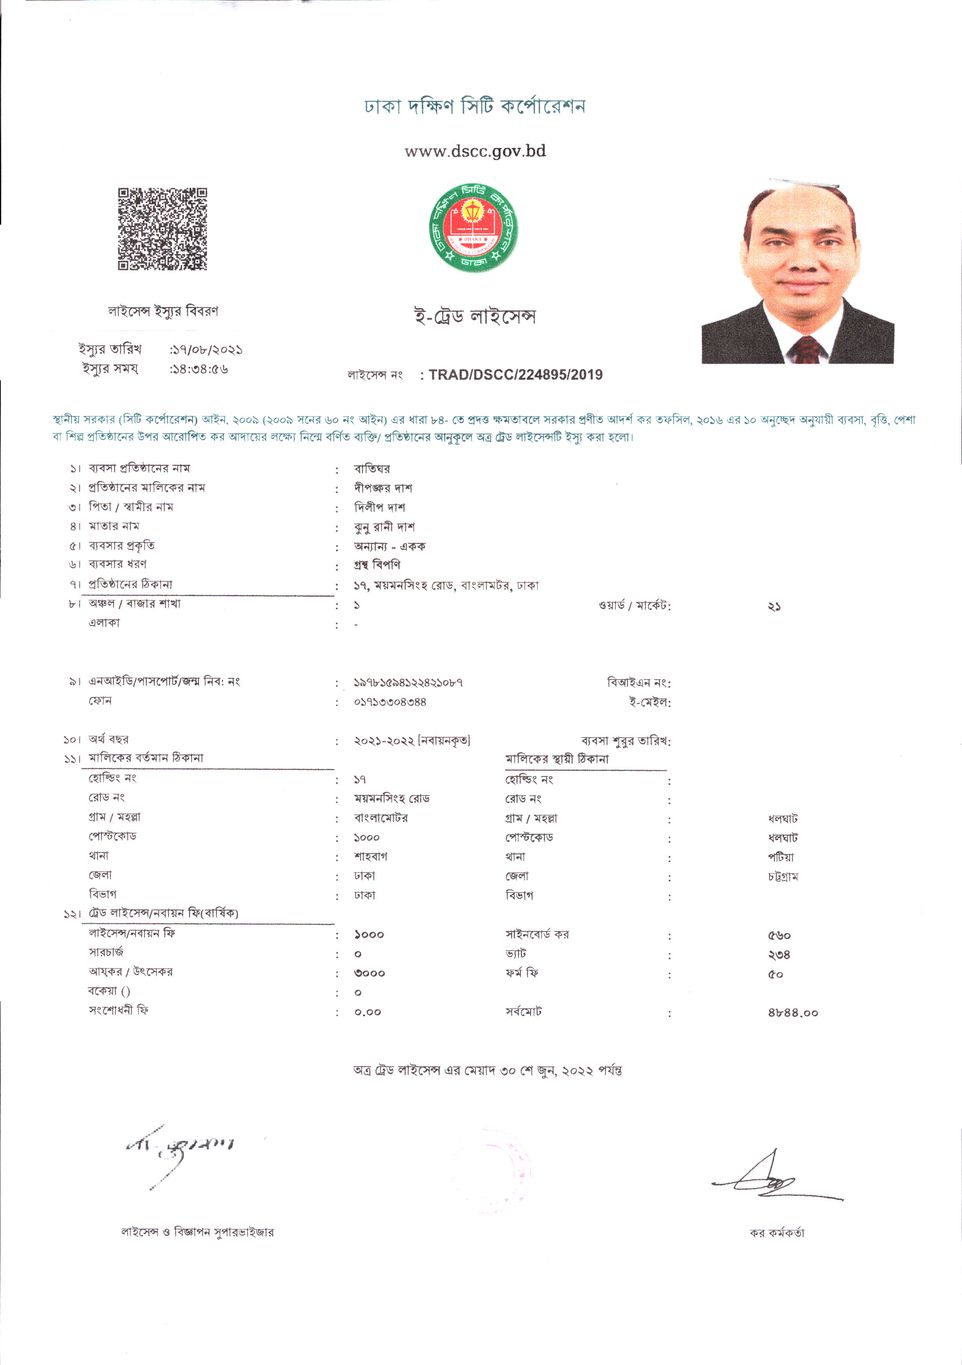 ঢাকা দক্ষিণ সিটি কর্পোরেশন
www.dscc.gov.bd
ঢাকা দক্ষিণ সিটি কর্পোরেশন
ঢাকা
লাইসেন্স ইস্যুর বিবরণ
ই-ট্রেড লাইসেন্স
ইস্যুর তারিখ :১৭/০৮/২০২১
ইস্যুর সময় :১৪:৩৪:৫৬
লাইসেন্স নং : TRAD/DSCC/224895/2019
স্থানীয় সরকার (সিটি কর্পোরেশন) আইন, ২০০৯ (২০০৯ সনের ৬০ নং আইন) এর ধারা ৮৪- তে প্রদত্ত ক্ষমতাবলে সরকার প্রণীত আদর্শ কর তফসিল, ২০১৬ এর ১০ অনুচ্ছেদ অনুযায়ী ব্যবসা, বৃত্তি, পেশা
বা শিল্প প্রতিষ্ঠানের উপর আরোপিত কর আদায়ের লক্ষ্যে নিম্নে বর্ণিত ব্যক্তি/ প্রতিষ্ঠানের অনুকূলে অত্র ট্রেড লাইসেন্সটি ইস্যু করা হলো।
১। ব্যবসা প্রতিষ্ঠানের নাম : বাতিঘর
২। প্রতিষ্ঠানের মালিকের নাম : দীপঙ্কর দাশ
৩। পিতা / স্বামীর নাম : দিলীপ দাশ
৪। মাতার নাম : ঝুনু রানী দাশ
৫। ব্যবসার প্রকৃতি : অন্যান্য - একক
৬। ব্যবসার ধরণ : গ্রন্থ বিপণি
৭। প্রতিষ্ঠানের ঠিকানা : ১৭, ময়মনসিংহ রোড, বাংলামটর, ঢাকা
৮। অঞ্চল / বাজার শাখা : ১ ওয়ার্ড / মার্কেট: ২১
এলাকা : -
৯। এনআইডি/পাসপোর্ট/জন্ম নিব: নং : ১৯৭৮১৫৯৪১২২৪২১০৮৭ বিআইএন নং:
ফোন : ০১৭১৩৩০৪৩৪৪ ই-মেইল:
১০। অর্থ বছর : ২০২১-২০২২ [নবায়নকৃত] ব্যবসা শুরুর তারিখ:
১১। মালিকের বর্তমান ঠিকানা মালিকের স্থায়ী ঠিকানা
হোল্ডিং নং : ১৭ হোল্ডিং নং :
রোড নং : ময়মনসিংহ রোড রোড নং :
গ্রাম / মহল্লা : বাংলামোটর গ্রাম / মহল্লা : ধলঘাট
পোস্টকোড : ১০০০ পোস্টকোড : ধলঘাট
থানা : শাহবাগ থানা : পটিয়া
জেলা : ঢাকা জেলা : চট্টগ্রাম
বিভাগ : ঢাকা বিভাগ :
১২। ট্রেড লাইসেন্স/নবায়ন ফি(বার্ষিক)
লাইসেন্স/নবায়ন ফি : ১০০০ সাইনবোর্ড কর : ৫৬০
সারচার্জ : ০ ভ্যাট : ২৩৪
আয়কর / উৎসেকর : ৩০০০ ফর্ম ফি : ৫০
বকেয়া () : ০
সংশোধনী ফি : ০.০০ সর্বমোট : ৪৮৪৪.০০
অত্র ট্রেড লাইসেন্স এর মেয়াদ ৩০ শে জুন, ২০২২ পর্যন্ত
লাইসেন্স ও বিজ্ঞাপন সুপারভাইজার
কর কর্মকর্তা